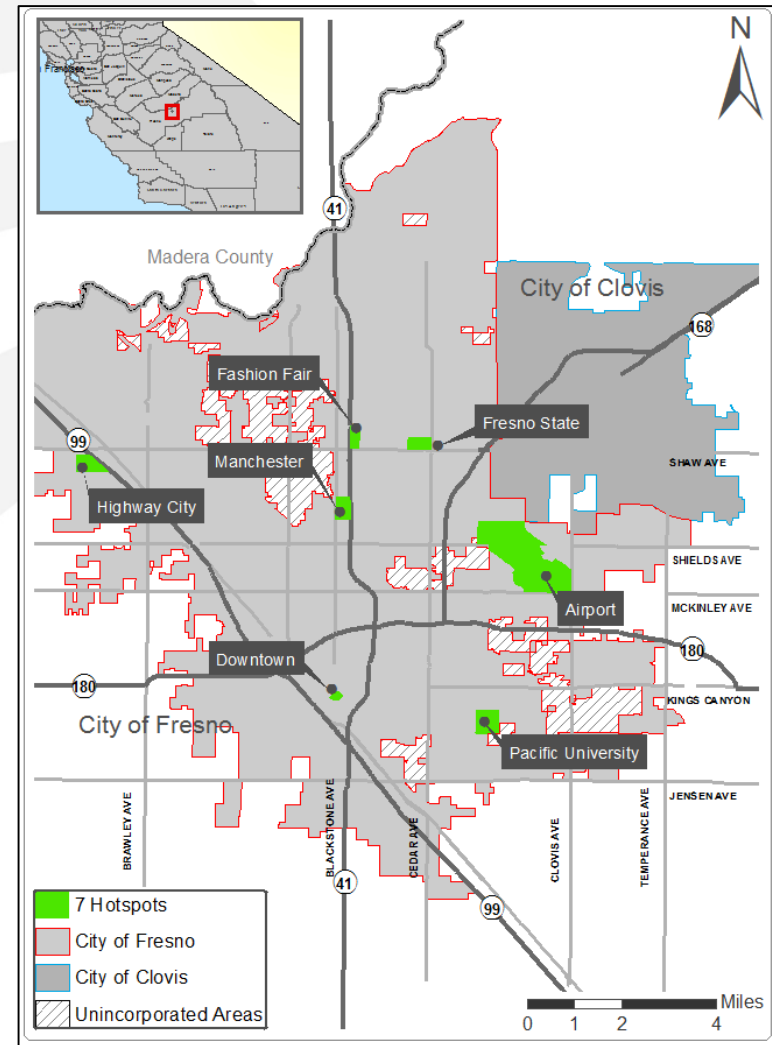 N
41
Madera County
City of Clovis
168
Fashion Fair
Fresno State
99
Manchester
SHAW AVE
Highway City
SHIELDS AVE
Airport
MCKINLEY AVE
Downtown
180
180
KINGS CANYON
City of Fresno
Pacific University
JENSEN AVE
BRAWLEY AVE
BLACKSTONE AVE
CEDAR AVE
CLOVIS AVE
TEMPERANCE AVE
41
99
7 Hotspots
City of Fresno
City of Clovis
Unincorporated Areas
Miles
0 1 2 4